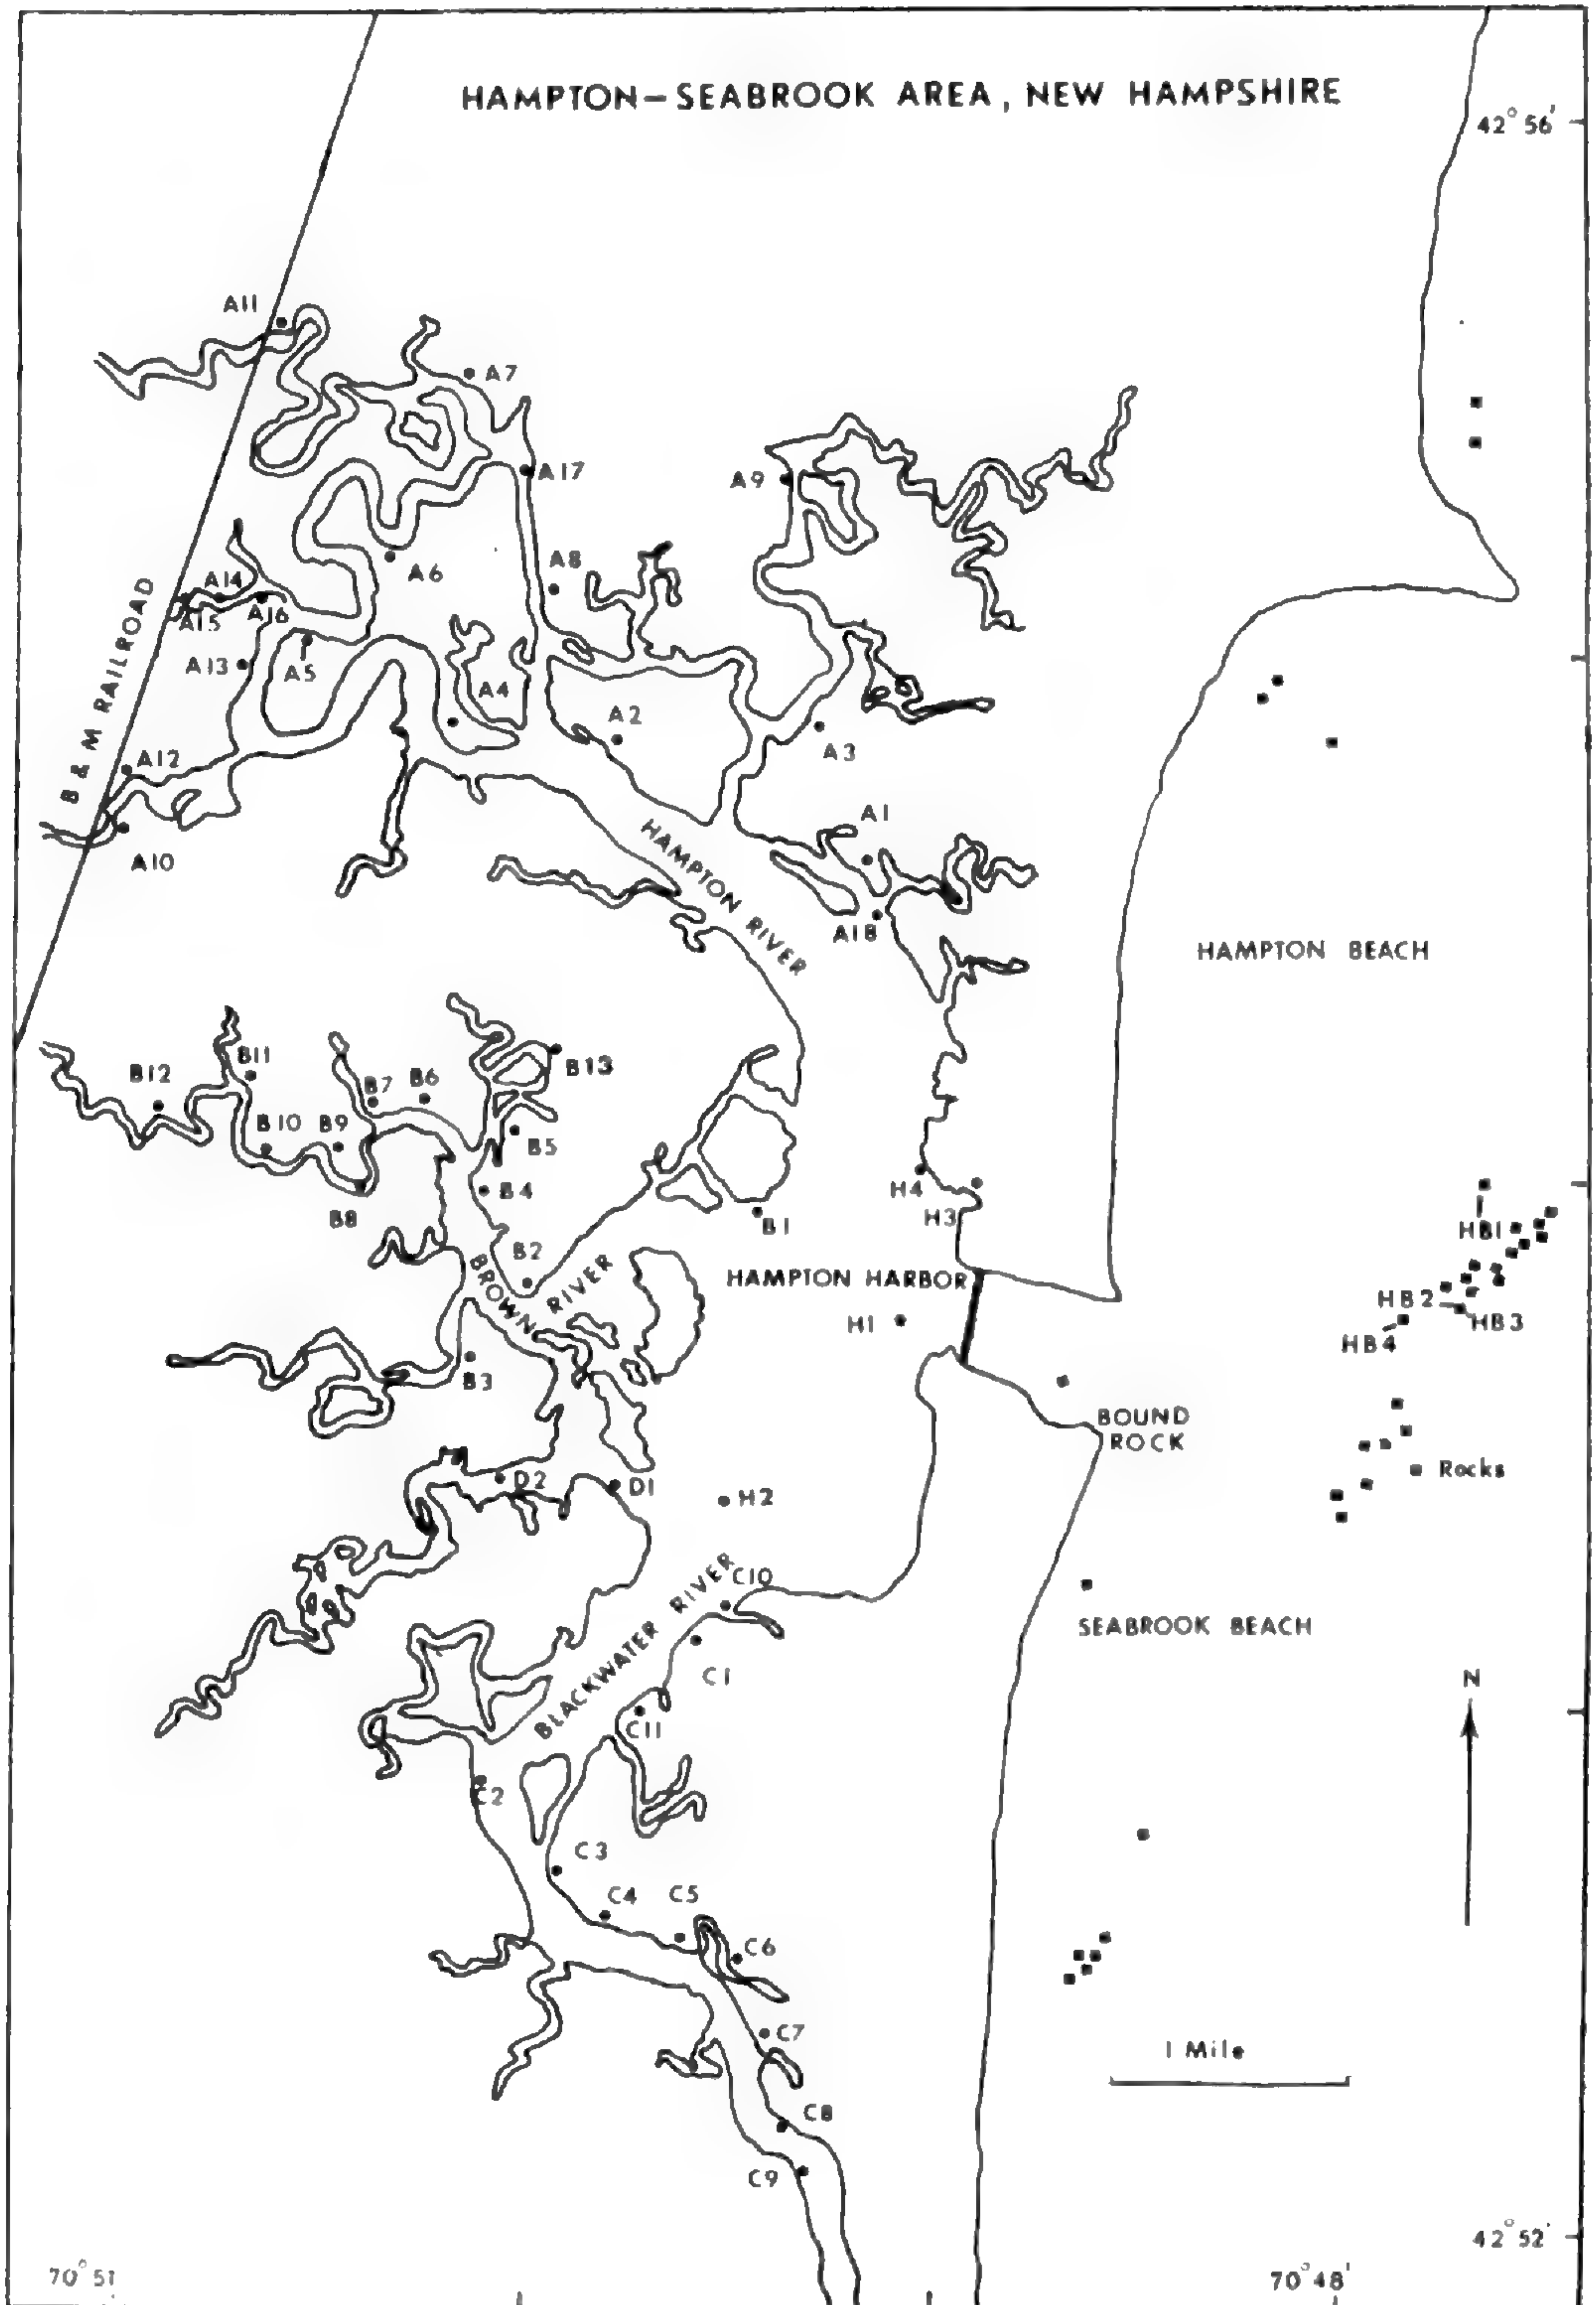 HAMPTON-SEABROOK AREA, NEW HAMPSHIRE
42° 56'
A11
A7
A17
A9
A6
A8
A14
A15
A16
A13
A5
A4
A2
A3
B & M RAILROAD
A12
A10
A1
HAMPTON RIVER
A18
HAMPTON BEACH
B11
B12
B13
B7
B6
B10
B9
B5
B4
H4
B8
B1
H3
HB1
B2
BROWN RIVER
HAMPTON HARBOR
HB2
HB3
H1
HB4
B3
BOUND
ROCK
Rocks
D2
D1
H2
C10
BLACKWATER RIVER
SEABROOK BEACH
C1
N
C11
C2
C3
C4
C5
C6
C7
1 Mile
C8
C9
42° 52'
70° 51
70° 48'